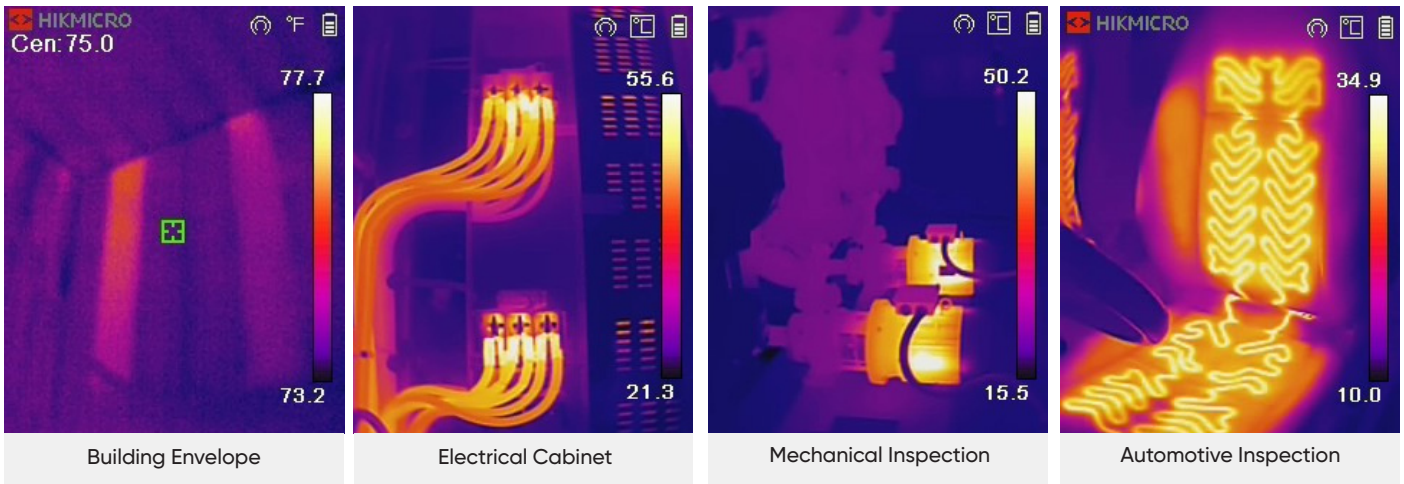 HIKMICRO
°F
Cen:75.0
77.7
73.2
Building Envelope
°C
55.6
21.3
Electrical Cabinet
°C
50.2
15.5
Mechanical Inspection
HIKMICRO
°C
34.9
10.0
Automotive Inspection